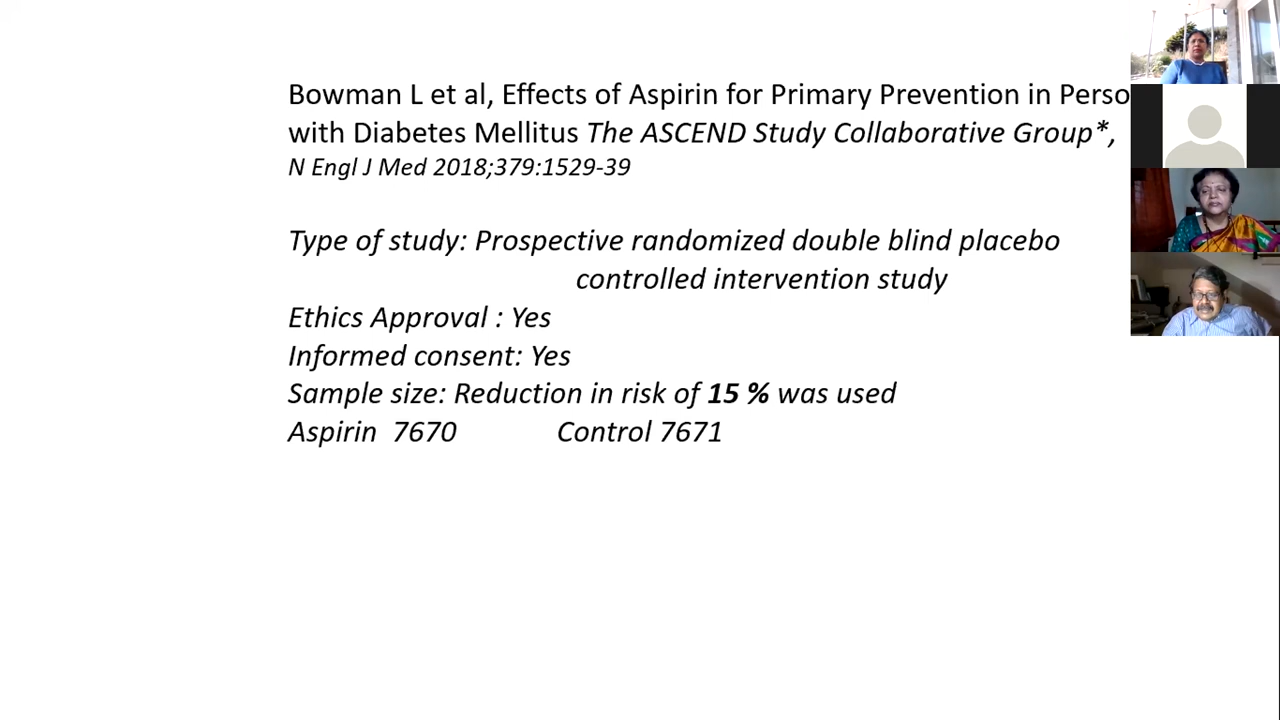 Bowman L et al, Effects of Aspirin for Primary Prevention in Perso
with Diabetes Mellitus The ASCEND Study Collaborative Group*,
N Engl J Med 2018;379:1529-39
Type of study: Prospective randomized double blind placebo
controlled intervention study
Ethics Approval : Yes
Informed consent: Yes
Sample size: Reduction in risk of 15 % was used
Aspirin 7670 Control 7671